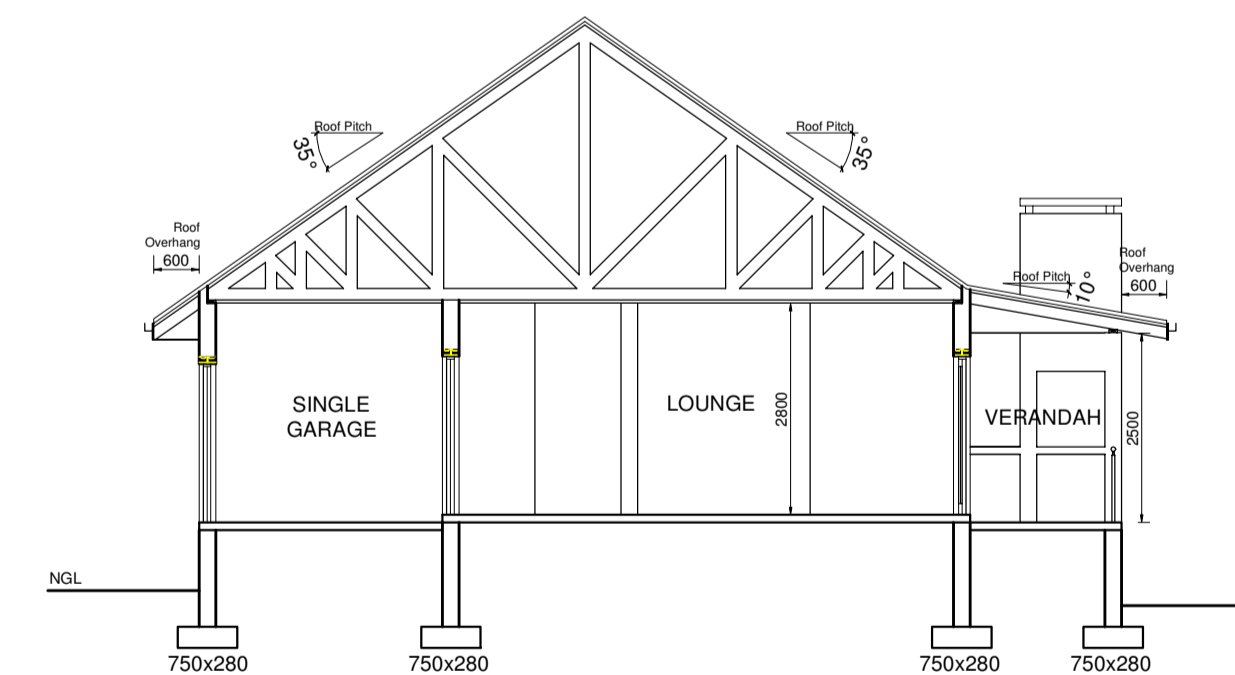 Roof Pitch
35°
Roof Pitch
35°
Roof
Overhang
600
Roof
Overhang
600
Roof Pitch
10°
SINGLE
GARAGE
LOUNGE
2800
VERANDAH
2500
NGL
750x280
750x280
750x280
750x280